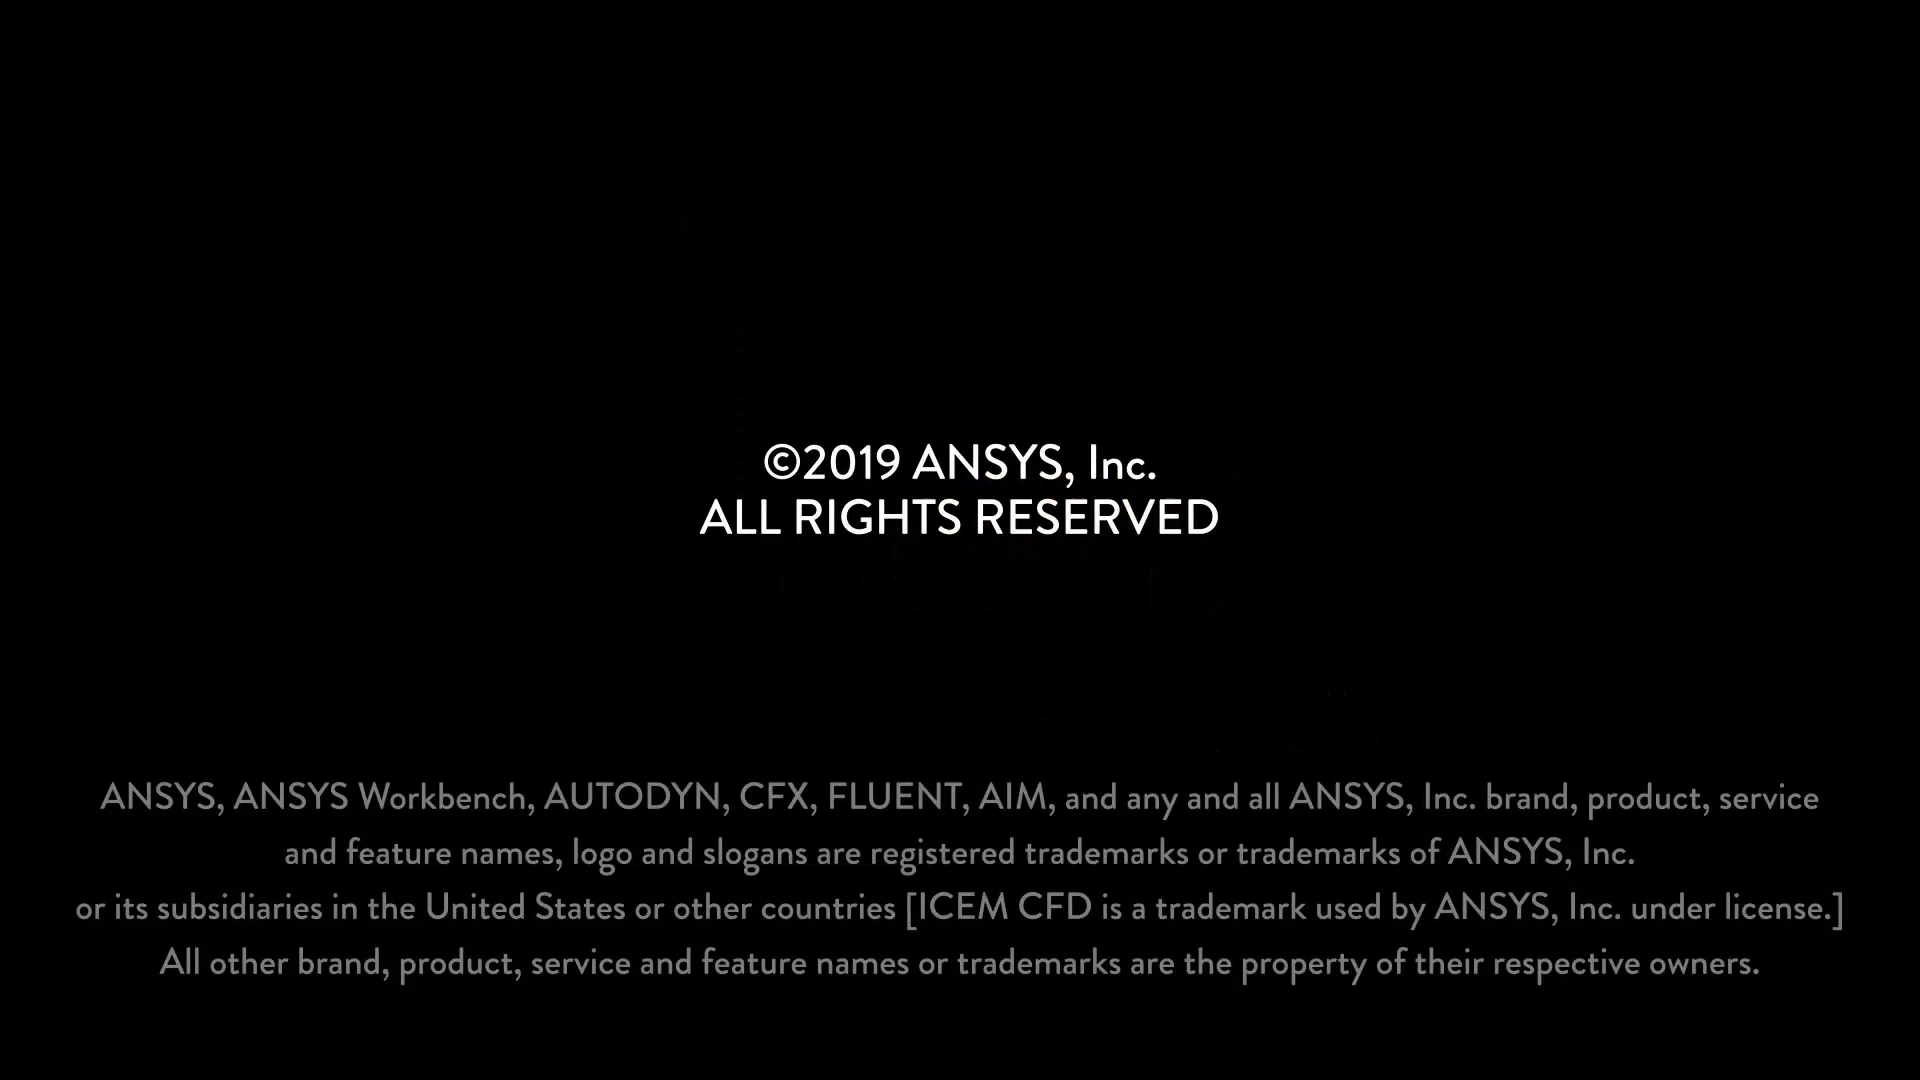 ©2019 ANSYS, Inc.
ALL RIGHTS RESERVED
ANSYS, ANSYS Workbench, AUTODYN, CFX, FLUENT, AIM, and any and all ANSYS, Inc. brand, product, service
and feature names, logo and slogans are registered trademarks or trademarks of ANSYS, Inc.
or its subsidiaries in the United States or other countries [ICEM CFD is a trademark used by ANSYS, Inc. under license.]
All other brand, product, service and feature names or trademarks are the property of their respective owners.